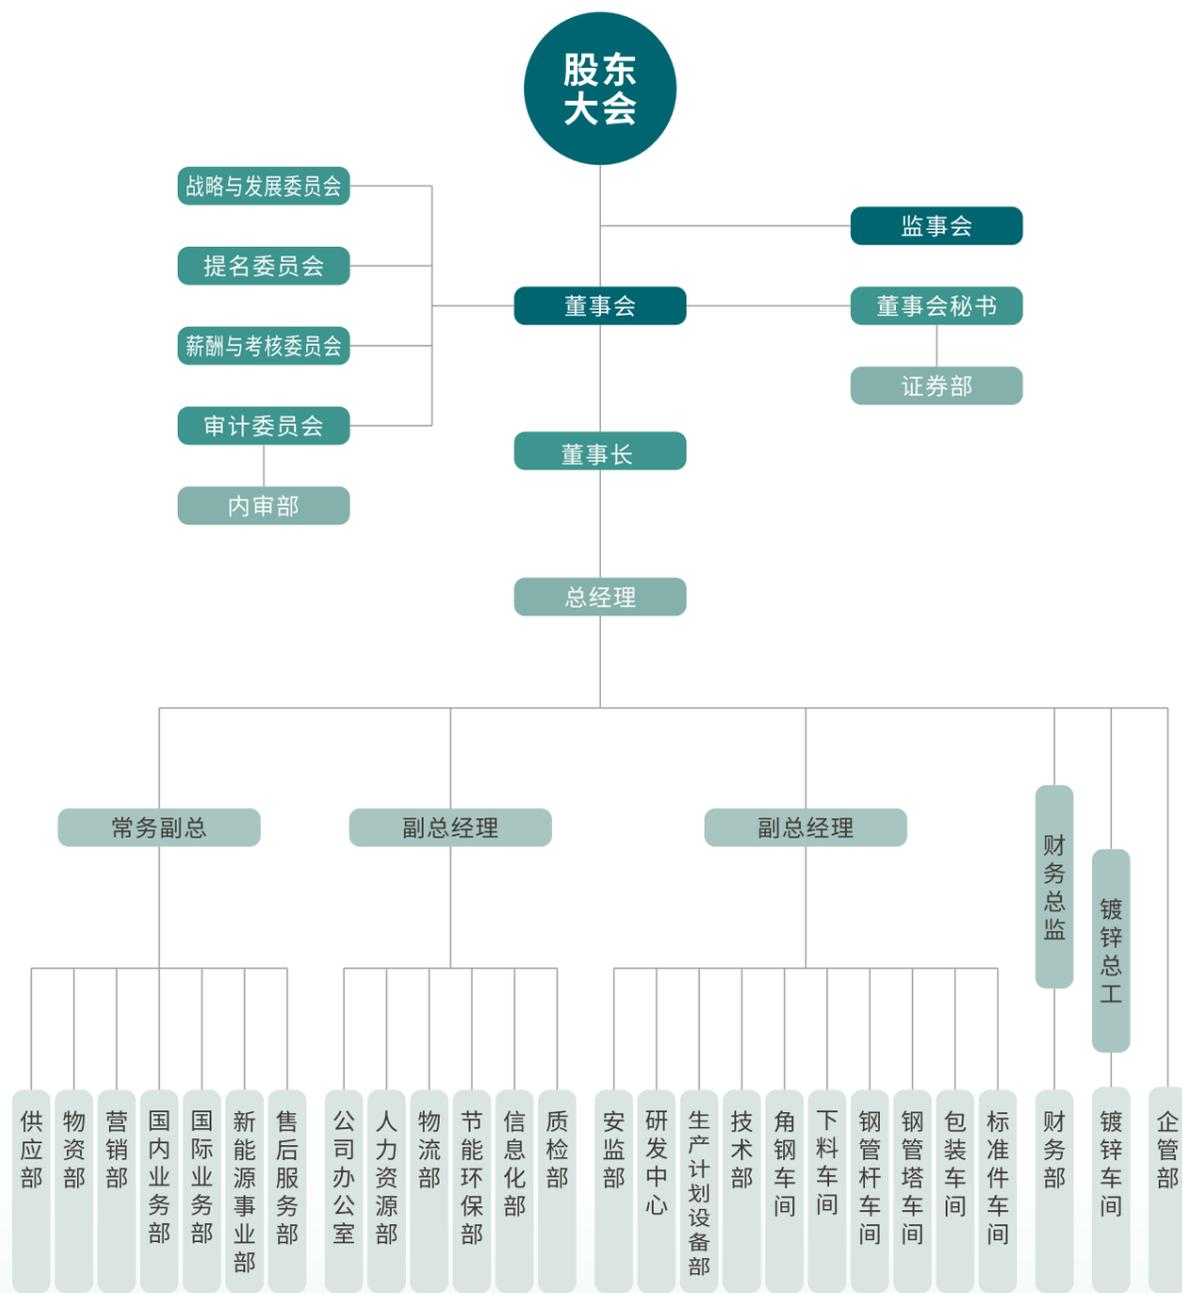 股东
大会
战略与发展委员会
监事会
提名委员会
董事会
董事会秘书
薪酬与考核委员会
证券部
审计委员会
董事长
内审部
总经理
常务副总
副总经理
副总经理
财务总监
镀锌总工
供应部
物资部
营销部
国内业务部
国际业务部
新能源事业部
售后服务部
公司办公室
人力资源部
物流部
节能环保部
信息化部
质检部
安监部
研发中心
生产计划设备部
技术部
角钢车间
下料车间
钢管杆车间
钢管塔车间
包装车间
标准件车间
财务部
镀锌车间
企管部